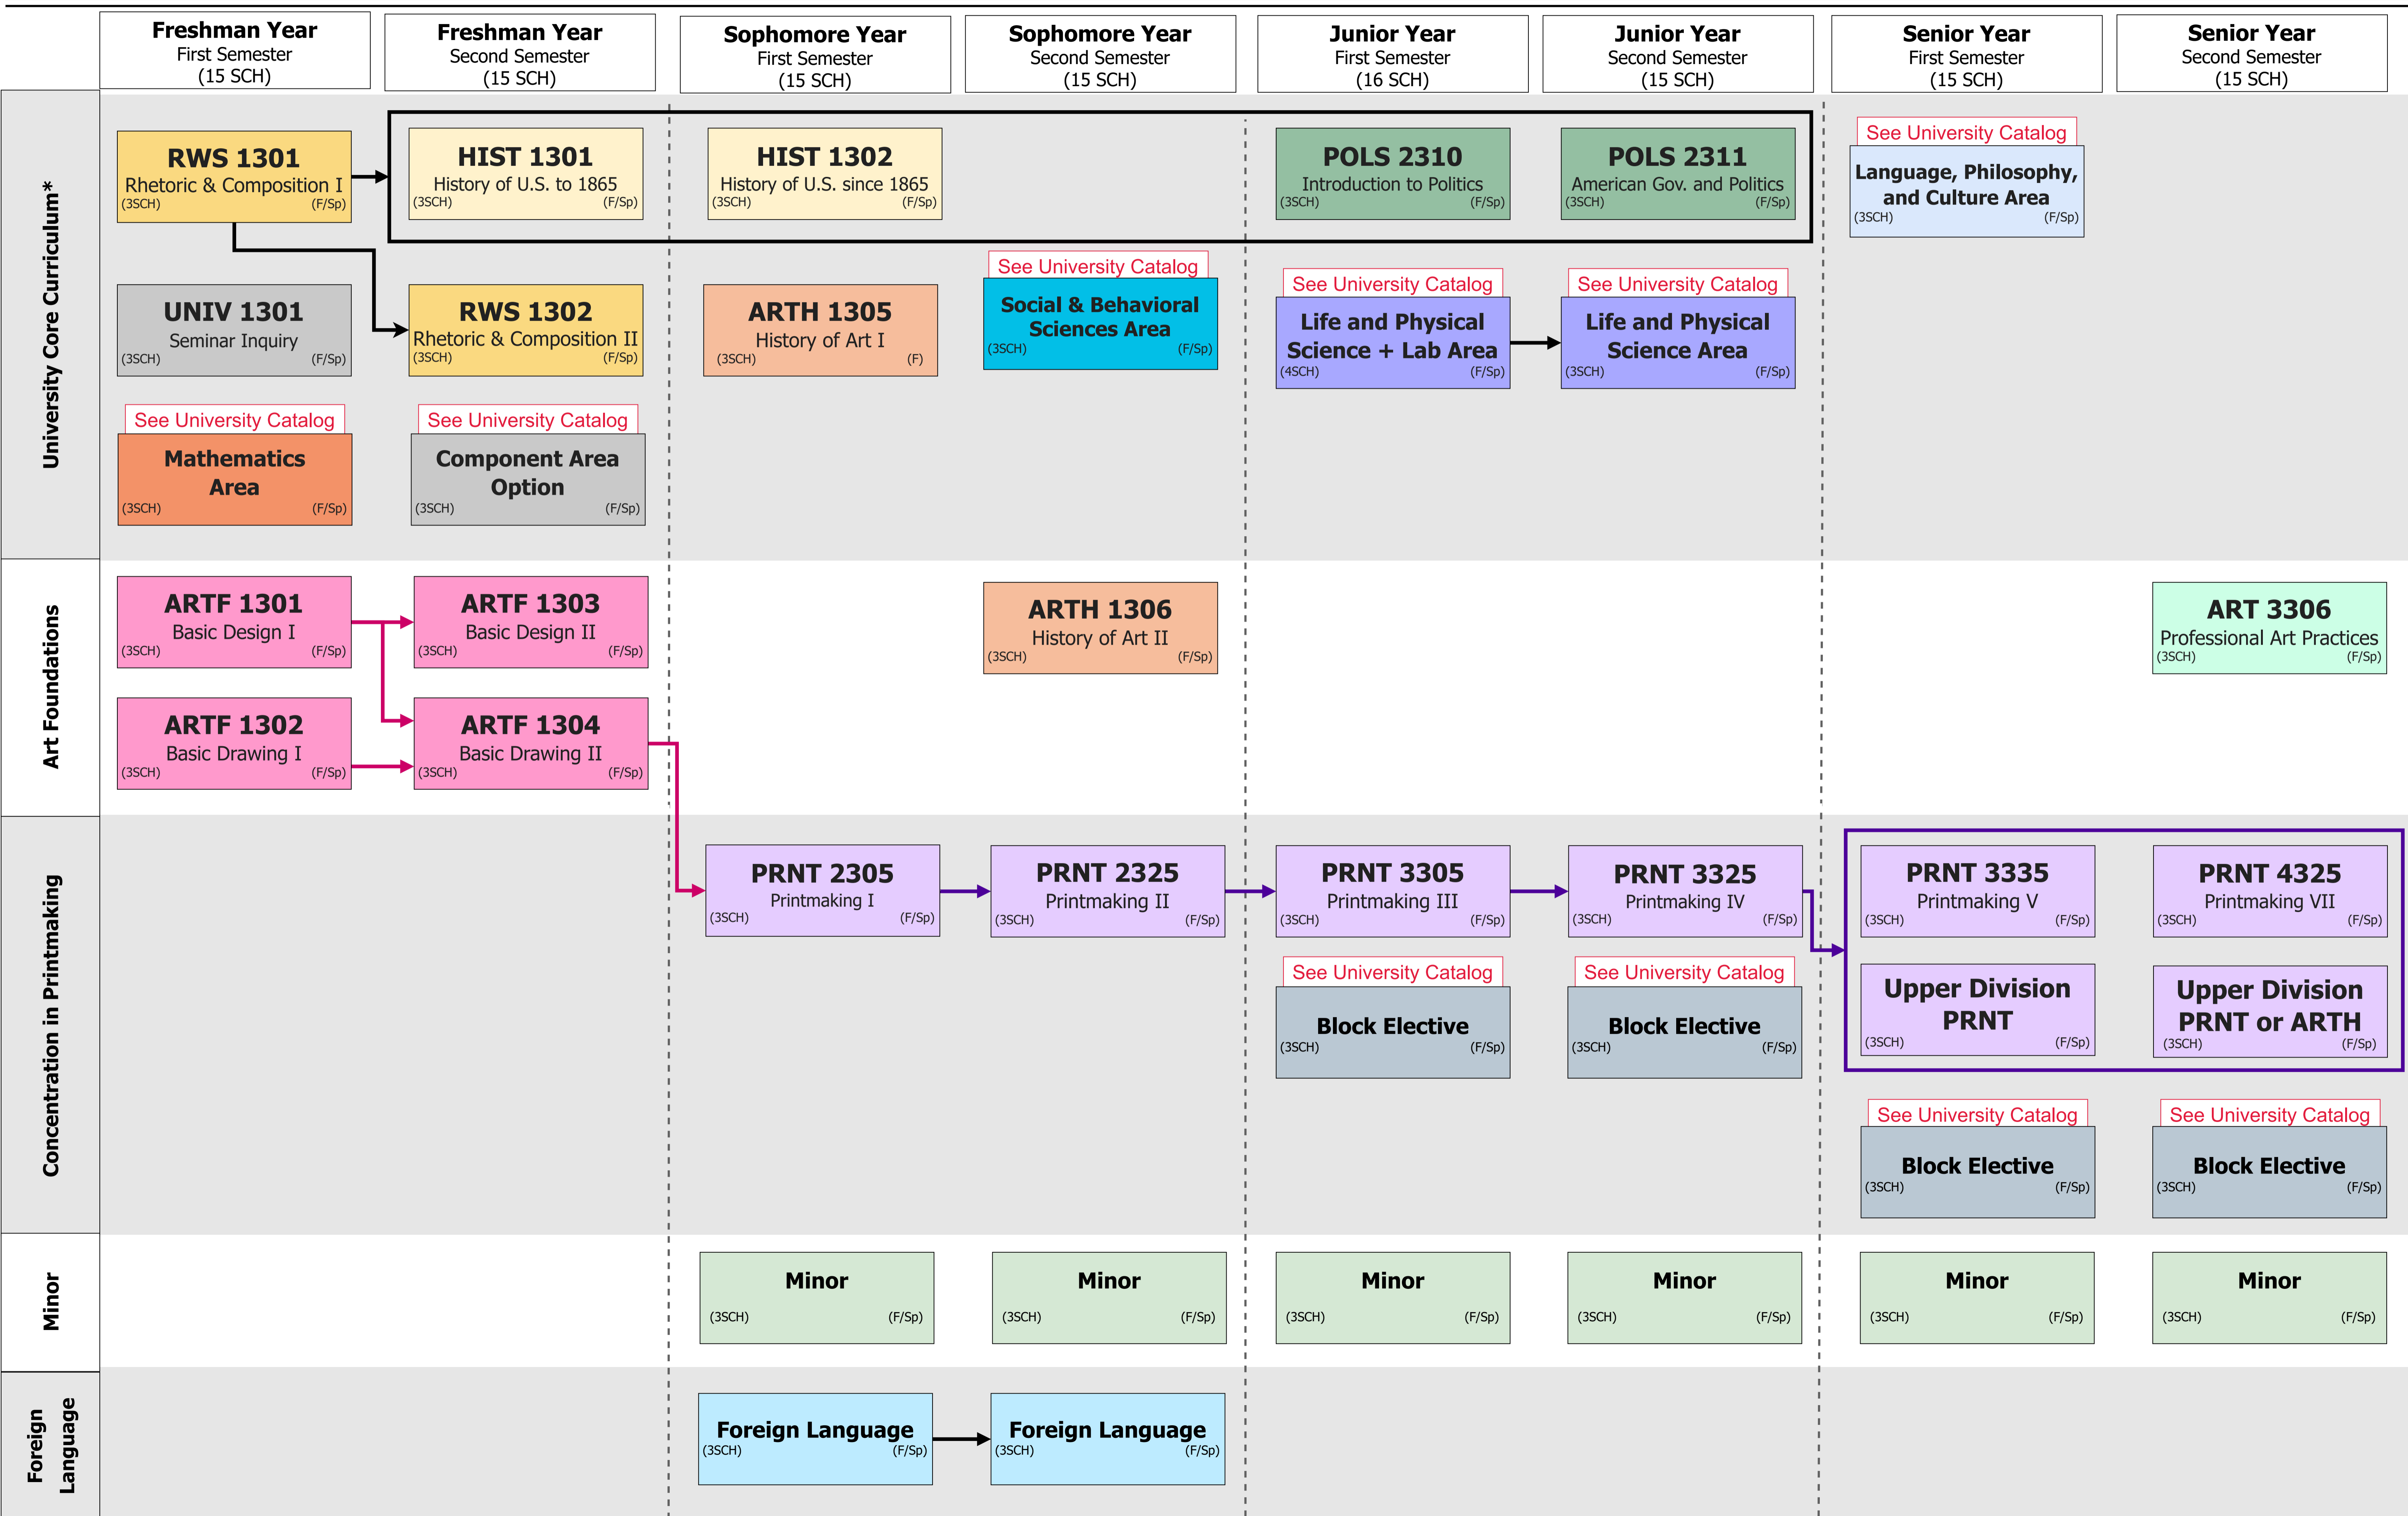 Freshman Year
First Semester
(15 SCH)
Freshman Year
Second Semester
(15 SCH)
Sophomore Year
First Semester
(15 SCH)
Sophomore Year
Second Semester
(15 SCH)
Junior Year
First Semester
(16 SCH)
Junior Year
Second Semester
(15 SCH)
Senior Year
First Semester
(15 SCH)
Senior Year
Second Semester
(15 SCH)
University Core Curriculum*
RWS 1301
Rhetoric & Composition I
(3SCH) (F/Sp)
HIST 1301
History of U.S. to 1865
(3SCH) (F/Sp)
HIST 1302
History of U.S. since 1865
(3SCH) (F/Sp)
POLS 2310
Introduction to Politics
(3SCH) (F/Sp)
POLS 2311
American Gov. and Politics
(3SCH) (F/Sp)
See University Catalog
Language, Philosophy,
and Culture Area
(3SCH) (F/Sp)
UNIV 1301
Seminar Inquiry
(3SCH) (F/Sp)
RWS 1302
Rhetoric & Composition II
(3SCH) (F/Sp)
ARTH 1305
History of Art I
(3SCH) (F)
See University Catalog
Social & Behavioral
Sciences Area
(3SCH) (F/Sp)
See University Catalog
Life and Physical
Science + Lab Area
(4SCH) (F/Sp)
See University Catalog
Life and Physical
Science Area
(3SCH) (F/Sp)
See University Catalog
Mathematics
Area
(3SCH) (F/Sp)
See University Catalog
Component Area
Option
(3SCH) (F/Sp)
Art Foundations
ARTF 1301
Basic Design I
(3SCH) (F/Sp)
ARTF 1303
Basic Design II
(3SCH) (F/Sp)
ARTH 1306
History of Art II
(3SCH) (F/Sp)
ART 3306
Professional Art Practices
(3SCH) (F/Sp)
ARTF 1302
Basic Drawing I
(3SCH) (F/Sp)
ARTF 1304
Basic Drawing II
(3SCH) (F/Sp)
Concentration in Printmaking
PRNT 2305
Printmaking I
(3SCH) (F/Sp)
PRNT 2325
Printmaking II
(3SCH) (F/Sp)
PRNT 3305
Printmaking III
(3SCH) (F/Sp)
PRNT 3325
Printmaking IV
(3SCH) (F/Sp)
PRNT 3335
Printmaking V
(3SCH) (F/Sp)
PRNT 4325
Printmaking VII
(3SCH) (F/Sp)
See University Catalog
Block Elective
(3SCH) (F/Sp)
See University Catalog
Block Elective
(3SCH) (F/Sp)
Upper Division
PRNT
(3SCH) (F/Sp)
Upper Division
PRNT or ARTH
(3SCH) (F/Sp)
See University Catalog
Block Elective
(3SCH) (F/Sp)
See University Catalog
Block Elective
(3SCH) (F/Sp)
Minor
Minor
(3SCH) (F/Sp)
Minor
(3SCH) (F/Sp)
Minor
(3SCH) (F/Sp)
Minor
(3SCH) (F/Sp)
Minor
(3SCH) (F/Sp)
Minor
(3SCH) (F/Sp)
Foreign
Language
Foreign Language
(3SCH) (F/Sp)
Foreign Language
(3SCH) (F/Sp)